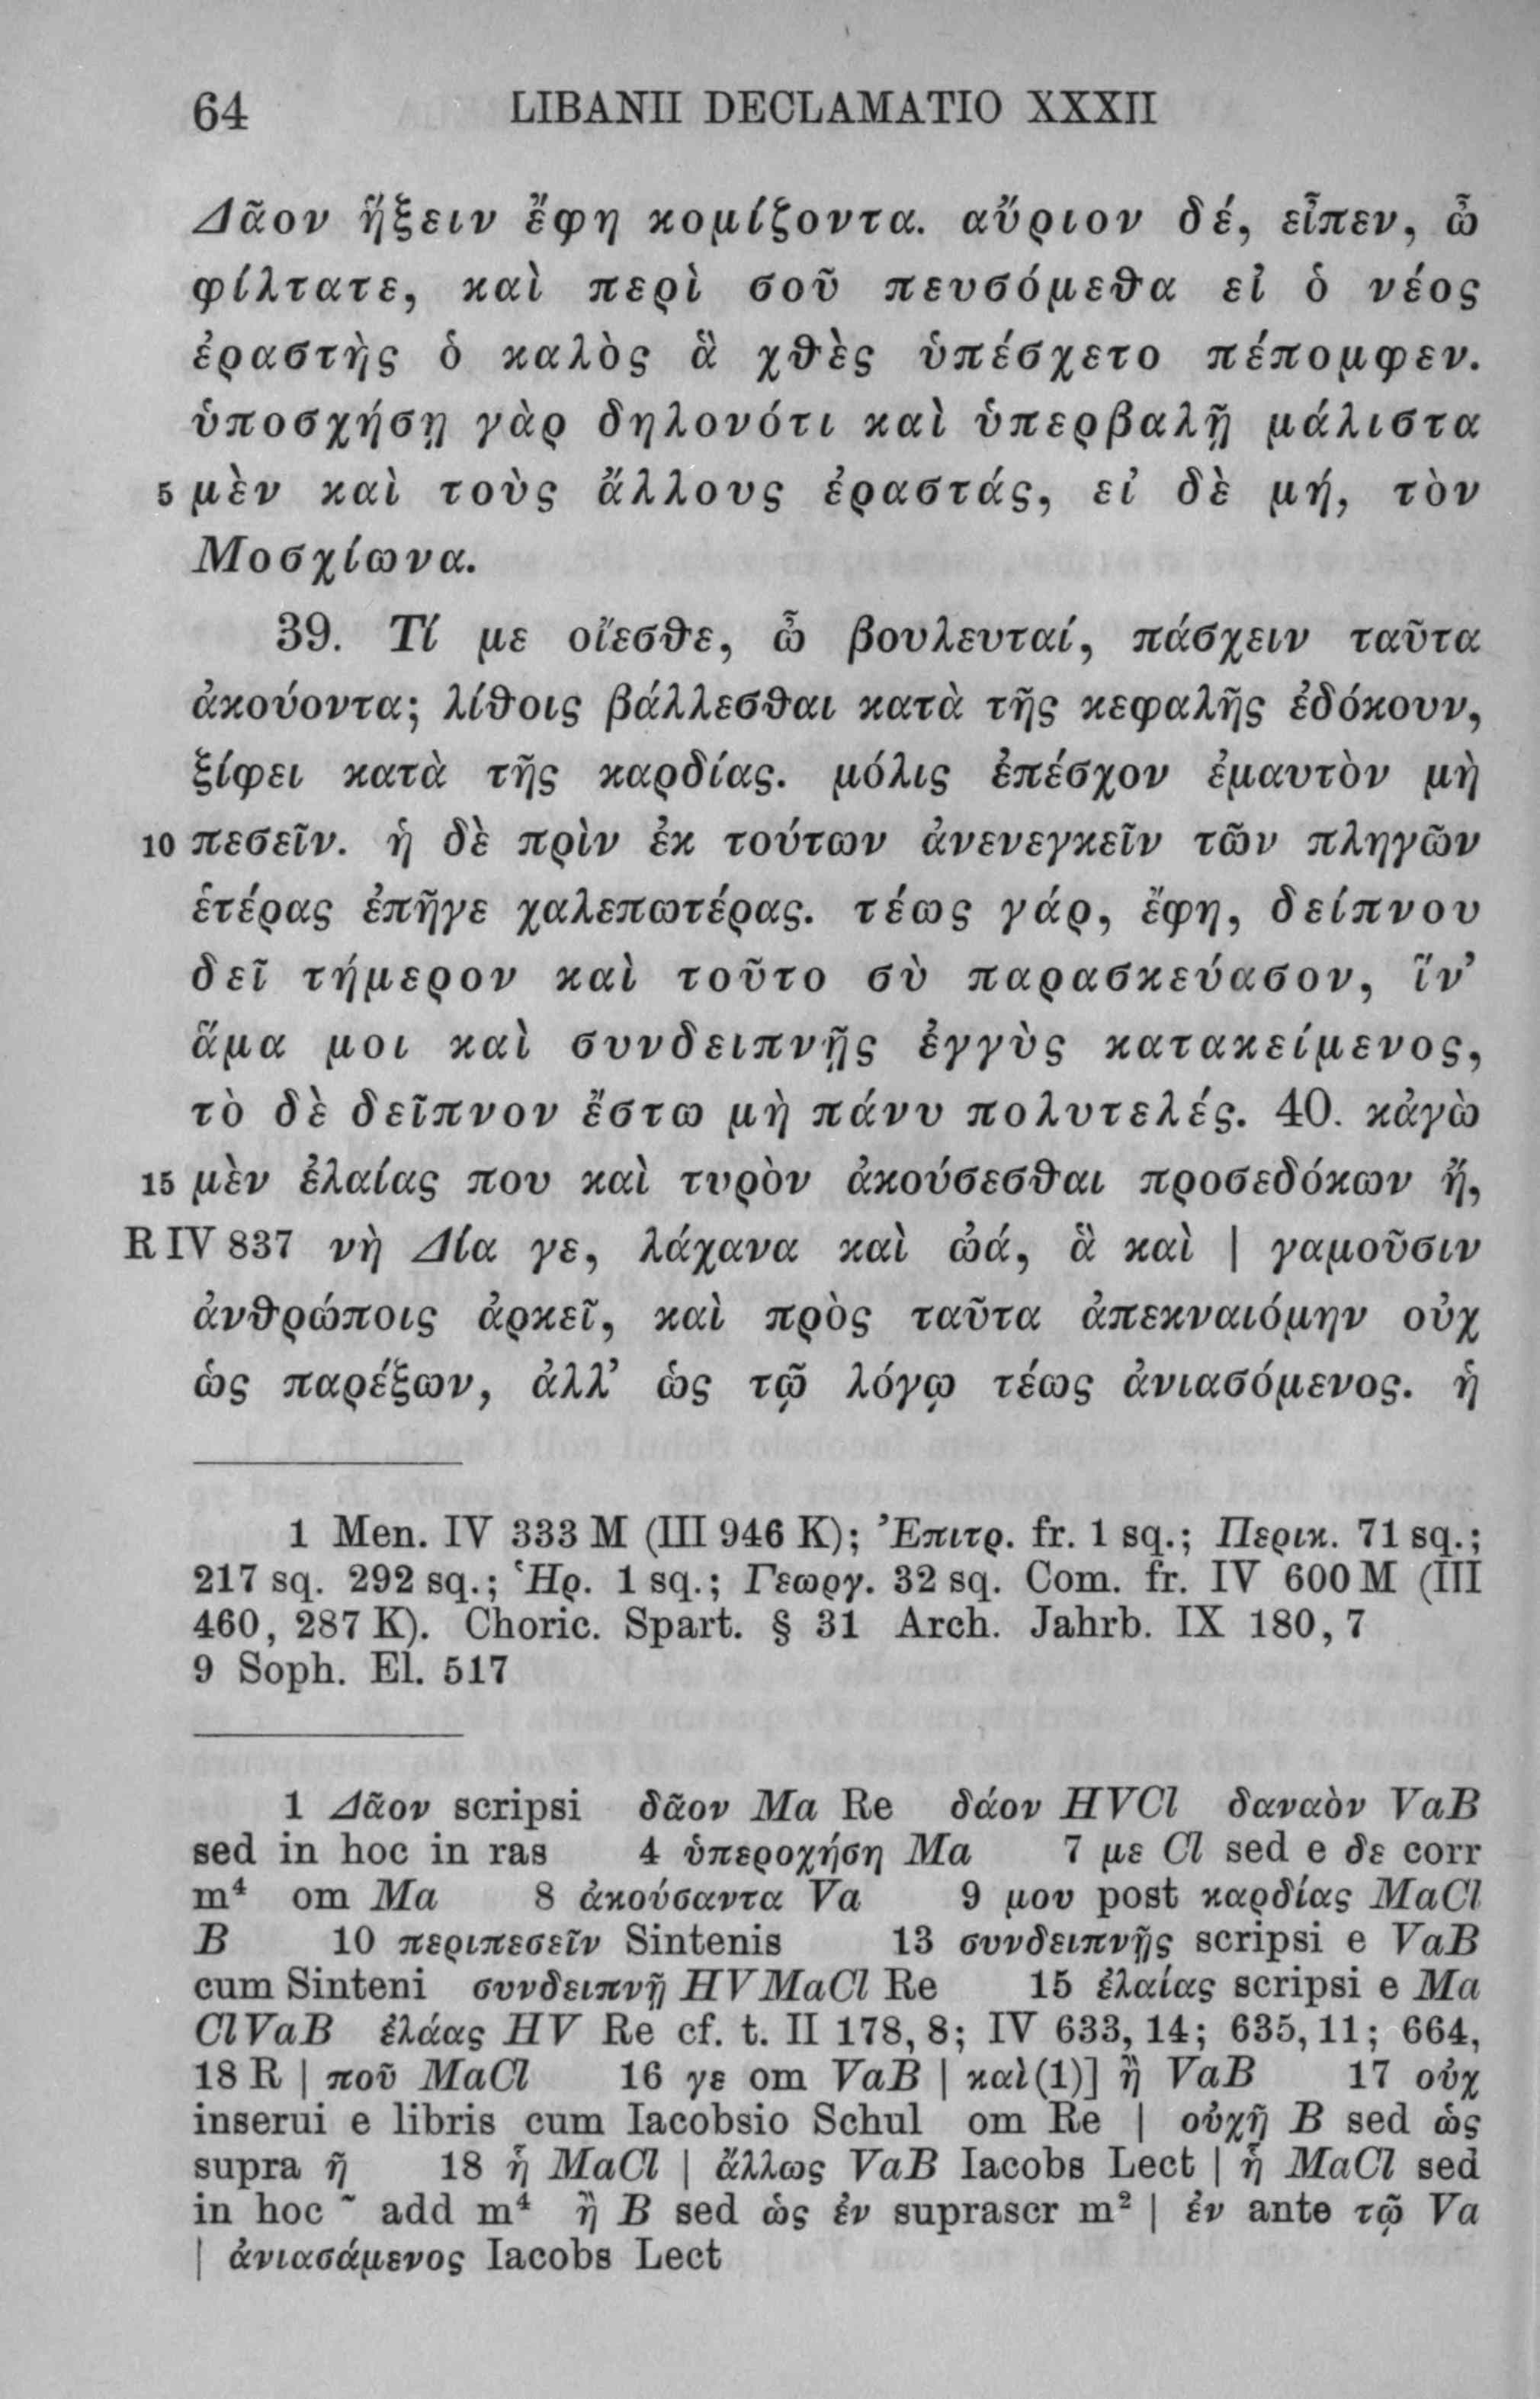 64 LIBANII DECLAMATIO XXXII
Δᾶον ἥξειν ἔφη κομίζοντα. αὔριον δέ, εἶπεν, ὦ
φίλτατε, καὶ περὶ σοῦ πευσόμεθα εἰ ὁ νέος
ἐραστὴς ὁ καλὸς ἃ χθὲς ὑπέσχετο πέπομφεν.
ὑποσχήσῃ γὰρ δηλονότι καὶ ὑπερβαλῇ μάλιστα
5 μὲν καὶ τοὺς ἄλλους ἐραστάς, εἰ δὲ μή, τὸν
Μοσχίωνα.
39. Τί με οἴεσθε, ὦ βουλευταί, πάσχειν ταῦτα
ἀκούοντα; λίθοις βάλλεσθαι κατὰ τῆς κεφαλῆς ἐδόκουν,
ξίφει κατὰ τῆς καρδίας. μόλις ἐπέσχον ἐμαυτὸν μὴ
10 πεσεῖν. ἡ δὲ πρὶν ἐκ τούτων ἀνενεγκεῖν τῶν πληγῶν
ἑτέρας ἐπῆγε χαλεπωτέρας. τέως γάρ, ἔφη, δείπνου
δεῖ τήμερον καὶ τοῦτο σὺ παρασκεύασον, ἵν’
ἅμα μοι καὶ συνδειπνῇς ἐγγὺς κατακείμενος,
τὸ δὲ δεῖπνον ἔστω μὴ πάνυ πολυτελές. 40. κἀγὼ
15 μὲν ἐλαίας που καὶ τυρὸν ἀκούσεσθαι προσεδόκων ἤ,
R IV 837 νὴ Δία γε, λάχανα καὶ ὠά, ἃ καὶ | γαμοῦσιν
ἀνθρώποις ἀρκεῖ, καὶ πρὸς ταῦτα ἀπεκναιόμην οὐχ
ὡς παρέξων, ἀλλ’ ὡς τῷ λόγῳ τέως ἀνιασόμενος. ἡ
1 Men. IV 333 M (III 946 K); Ἐπιτρ. fr. 1 sq.; Περικ. 71 sq.;
217 sq. 292 sq.; Ἡρ. 1 sq.; Γεωργ. 32 sq. Com. fr. IV 600 M (III
460, 287 K). Choric. Spart. § 31 Arch. Jahrb. IX 180, 7
9 Soph. El. 517
1 Δᾶον scripsi δᾶον Ma Re δάον HVCl δαναὸν VaB
sed in hoc in ras 4 ὑπεροχήση Ma 7 με Cl sed e δε corr
m⁴ om Ma 8 ἀκούσαντα Va 9 μου post καρδίας MaCl
B 10 περιπεσεῖν Sintenis 13 συνδειπνῇς scripsi e VaB
cum Sinteni συνδειπνῇ HVMaCl Re 15 ἐλαίας scripsi e Ma
ClVaB ἐλάας HV Re cf. t. II 178, 8; IV 633, 14; 635, 11; 664,
18 R | ποῦ MaCl 16 γε om VaB | καὶ(1)] ἢ VaB 17 οὐχ
inserui e libris cum Iacobsio Schul om Re | οὐχῆ B sed ὡς
supra ῆ 18 ἦ MaCl | ἄλλως VaB Iacobs Lect | ἦ MaCl sed
in hoc ῀ add m⁴ ἢ B sed ὡς ἐν suprascr m² | ἐν ante τῷ Va
| ἀνιασάμενος Iacobs Lect